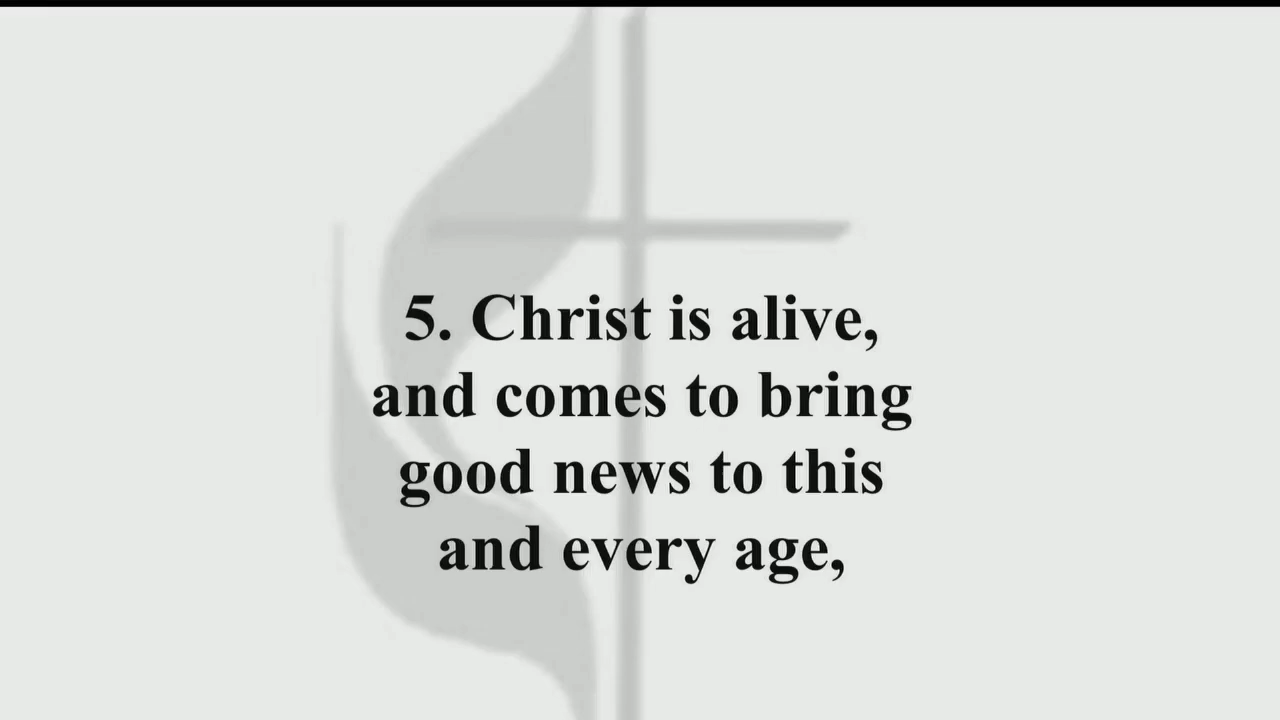 5. Christ is alive,
and comes to bring
good news to this
and every age,